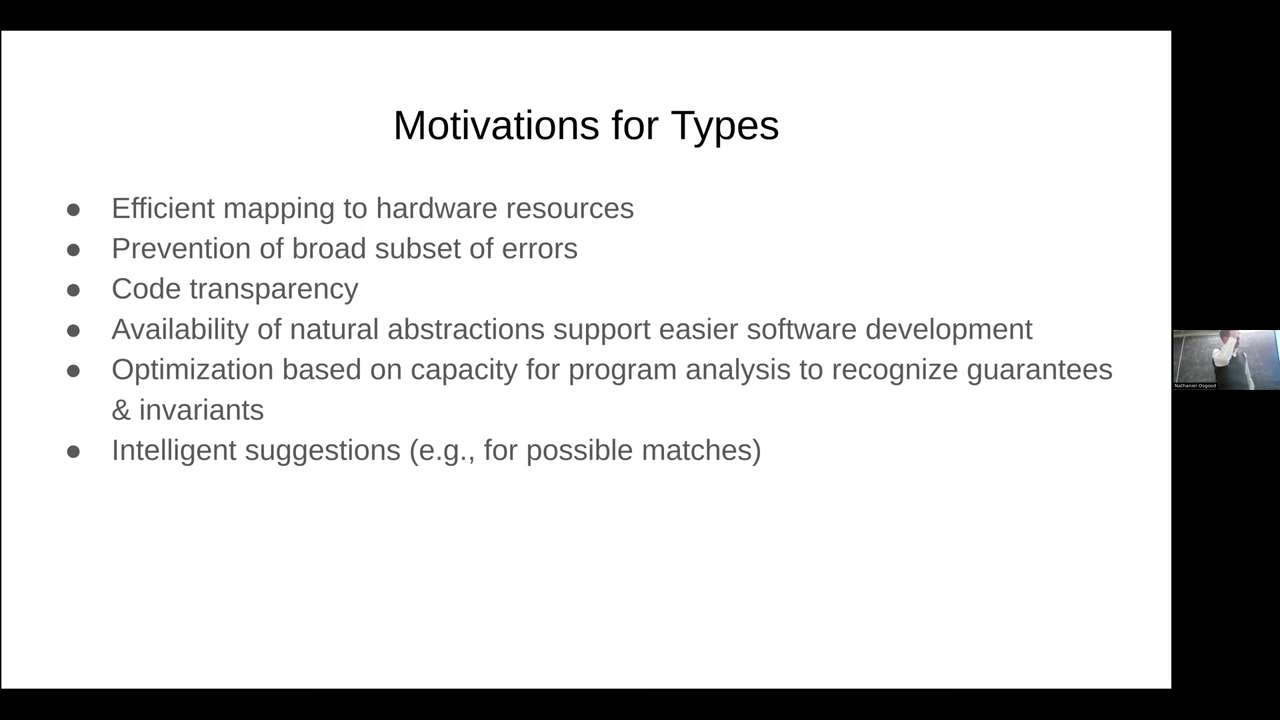 Motivations for Types
● Efficient mapping to hardware resources
● Prevention of broad subset of errors
● Code transparency
● Availability of natural abstractions support easier software development
● Optimization based on capacity for program analysis to recognize guarantees
& invariants
● Intelligent suggestions (e.g., for possible matches)
Nathaniel Osgood